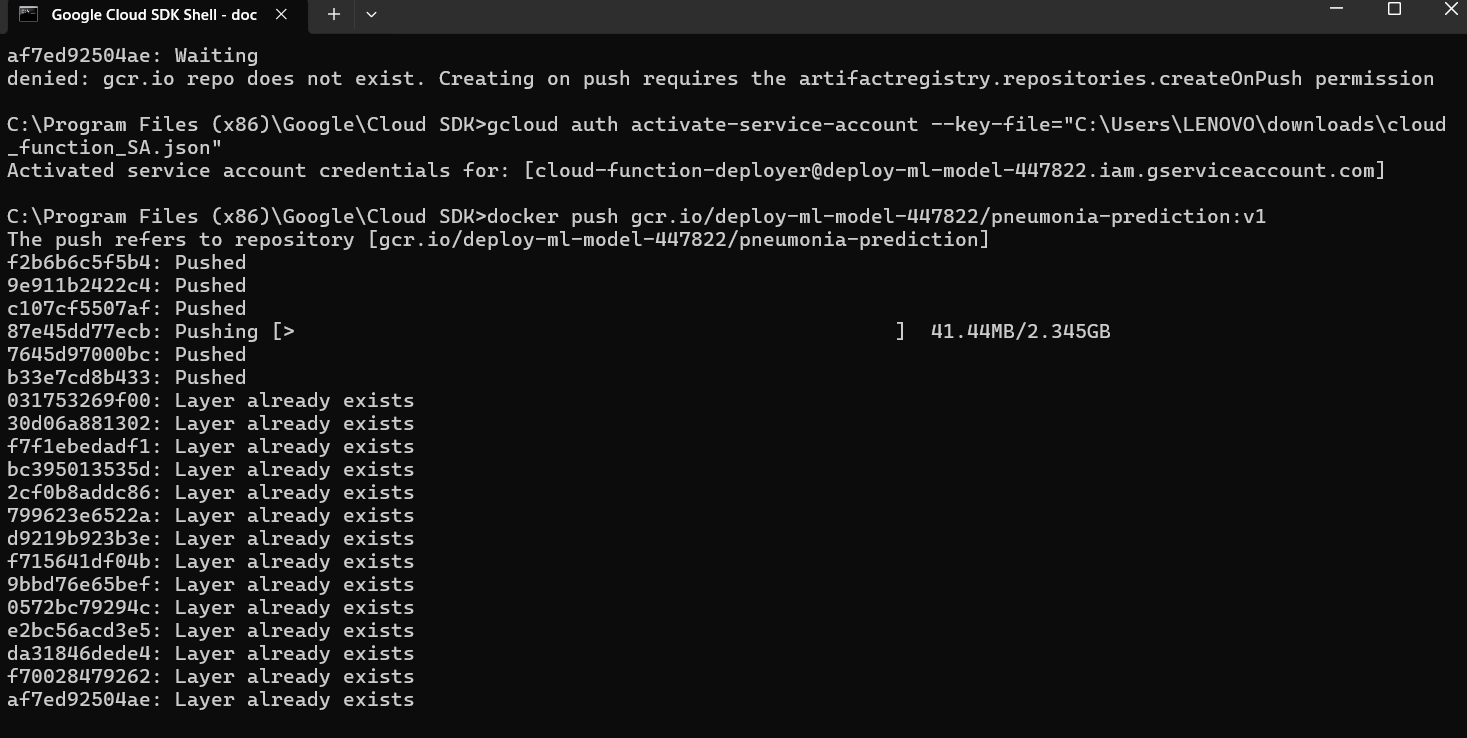 Google Cloud SDK Shell - doc
af7ed92504ae: Waiting
denied: gcr.io repo does not exist. Creating on push requires the artifactregistry.repositories.createOnPush permission
C:\Program Files (x86)\Google\Cloud SDK>gcloud auth activate-service-account --key-file="C:\Users\LENOVO\downloads\cloud
_function_SA.json"
Activated service account credentials for: [cloud-function-deployer@deploy-ml-model-447822.iam.gserviceaccount.com]
C:\Program Files (x86)\Google\Cloud SDK>docker push gcr.io/deploy-ml-model-447822/pneumonia-prediction:v1
The push refers to repository [gcr.io/deploy-ml-model-447822/pneumonia-prediction]
f2b6b6c5f5b4: Pushed
9e911b2422c4: Pushed
c107cf5507af: Pushed
87e45dd77ecb: Pushing [>                                                  ]  41.44MB/2.345GB
7645d97000bc: Pushed
b33e7cd8b433: Pushed
031753269f00: Layer already exists
30d06a881302: Layer already exists
f7f1ebedadf1: Layer already exists
bc395013535d: Layer already exists
2cf0b8addc86: Layer already exists
799623e6522a: Layer already exists
d9219b923b3e: Layer already exists
f715641df04b: Layer already exists
9bbd76e65bef: Layer already exists
0572bc79294c: Layer already exists
e2bc56acd3e5: Layer already exists
da31846dede4: Layer already exists
f70028479262: Layer already exists
af7ed92504ae: Layer already exists